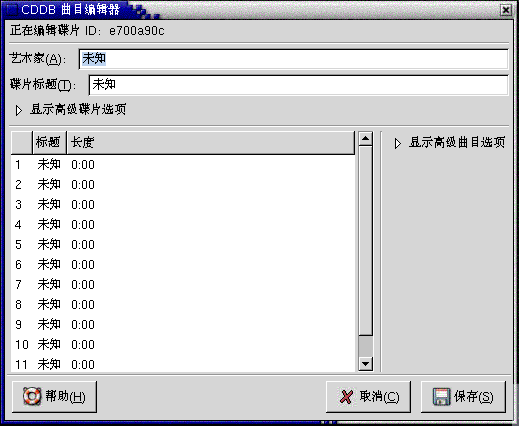 CDDB 曲目编辑器
正在编辑碟片 ID: e700a90c
艺术家(A): 未知
碟片标题(T): 未知
显示高级碟片选项
标题 长度
显示高级曲目选项
1 未知 0:00
2 未知 0:00
3 未知 0:00
4 未知 0:00
5 未知 0:00
6 未知 0:00
7 未知 0:00
8 未知 0:00
9 未知 0:00
10 未知 0:00
11 未知 0:00
帮助(H) 取消(C) 保存(S)